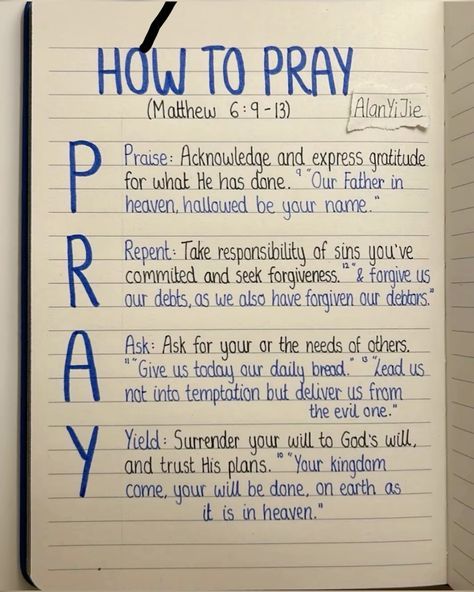 HOW TO PRAY
(Matthew 6:9-13)
AlanYiJie
P
Praise: Acknowledge and express gratitude
for what He has done. 9 "Our Father in
heaven, hallowed be your name."
R
Repent: Take responsibility of sins you've
commited and seek forgiveness. 12 "& forgive us
our debts, as we also have forgiven our debtors."
A
Ask: Ask for your or the needs of others.
11 "Give us today our daily bread." 13 "Lead us
not into temptation but deliver us from
the evil one."
Y
Yield: Surrender your will to God's will,
and trust His plans. 10 "Your kingdom
come, your will be done, on earth as
it is in heaven."